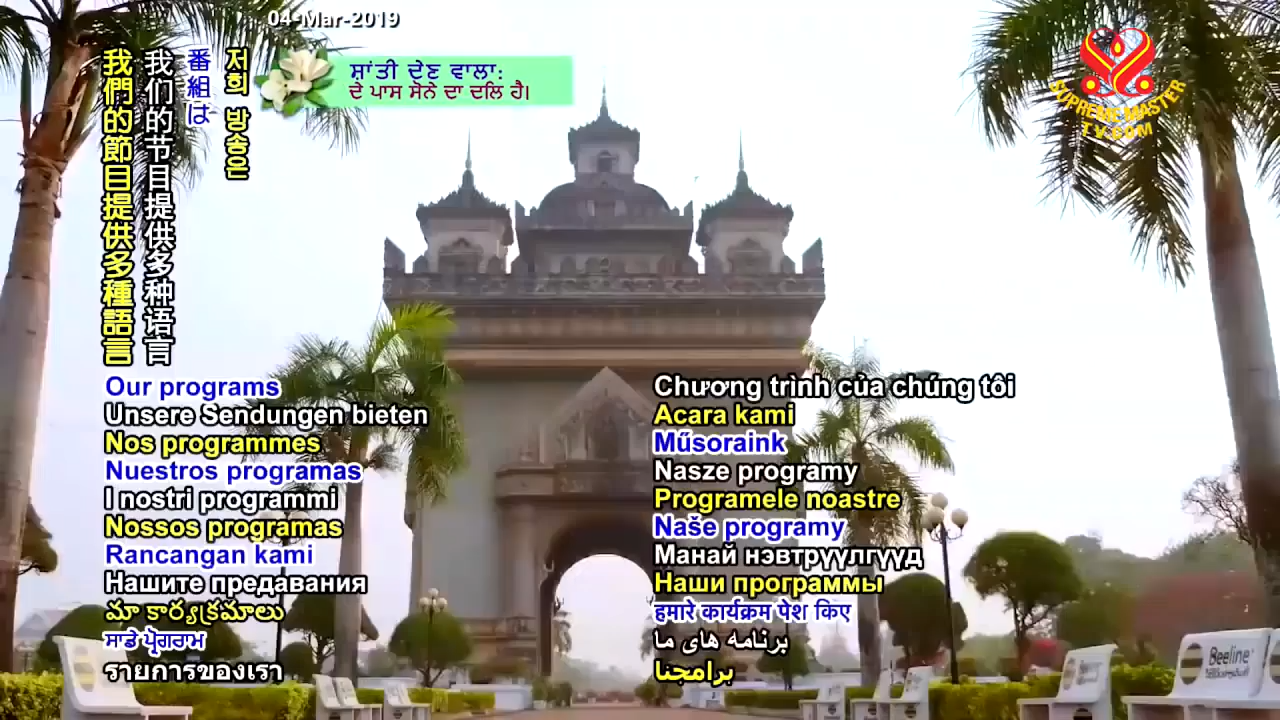 04-Mar-2019
ਸ਼ਾਂਤੀ ਦੇਣ ਵਾਲਾ:
ਦੇ ਪਾਸ ਸੋਨੇ ਦਾ ਦਲਿ ਹੈ।
SUPREME MASTER
TV.COM
我們的節目提供多種語言
我们的节目提供多种语言
番組は
저희 방송은
Our programs
Unsere Sendungen bieten
Nos programmes
Nuestros programas
I nostri programmi
Nossos programas
Rancangan kami
Нашите предавания
మా కార్యక్రమాలు
ਸਾਡੇ ਪ੍ਰੋਗਰਾਮ
รายการของเรา
Chương trình của chúng tôi
Acara kami
Műsoraink
Nasze programy
Programele noastre
Naše programy
Манай нэвтрүүлгүүд
Наши программы
हमारे कार्यक्रम पेश किए
برنامه های ما
برامجنا
Beeline